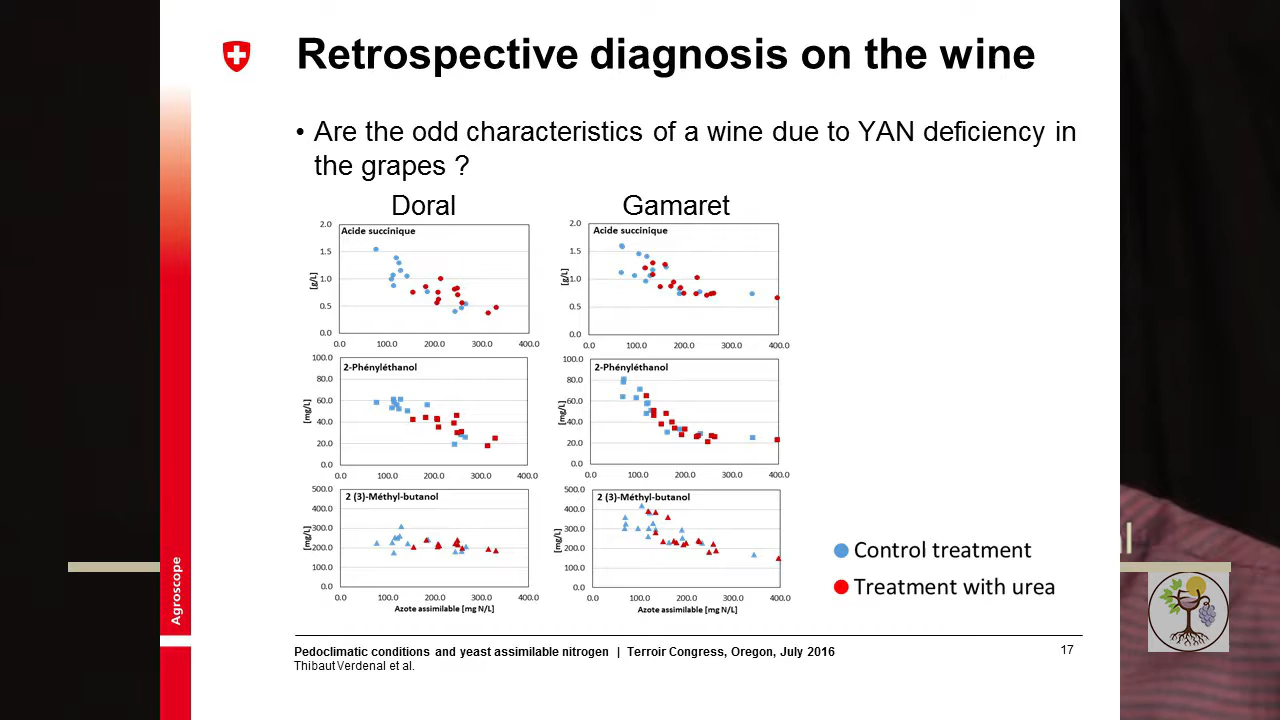 Retrospective diagnosis on the wine
• Are the odd characteristics of a wine due to YAN deficiency in
the grapes ?
Doral
Gamaret
Acide succinique
[g/L]
2.0
1.5
1.0
0.5
0.0
0.0 100.0 200.0 300.0 400.0
Acide succinique
[g/L]
2.0
1.5
1.0
0.5
0.0
0.0 100.0 200.0 300.0 400.0
2-Phényléthanol
[mg/L]
100.0
80.0
60.0
40.0
20.0
0.0
0.0 100.0 200.0 300.0 400.0
2-Phényléthanol
[mg/L]
100.0
80.0
60.0
40.0
20.0
0.0
0.0 100.0 200.0 300.0 400.0
2 (3)-Méthyl-butanol
[mg/L]
500.0
400.0
300.0
200.0
100.0
0.0
0.0 100.0 200.0 300.0 400.0
Azote assimilable [mg N/L]
2 (3)-Méthyl-butanol
[mg/L]
500.0
400.0
300.0
200.0
100.0
0.0
0.0 100.0 200.0 300.0 400.0
Azote assimilable [mg N/L]
Control treatment
Treatment with urea
Agroscope
Pedoclimatic conditions and yeast assimilable nitrogen | Terroir Congress, Oregon, July 2016
Thibaut Verdenal et al.
17